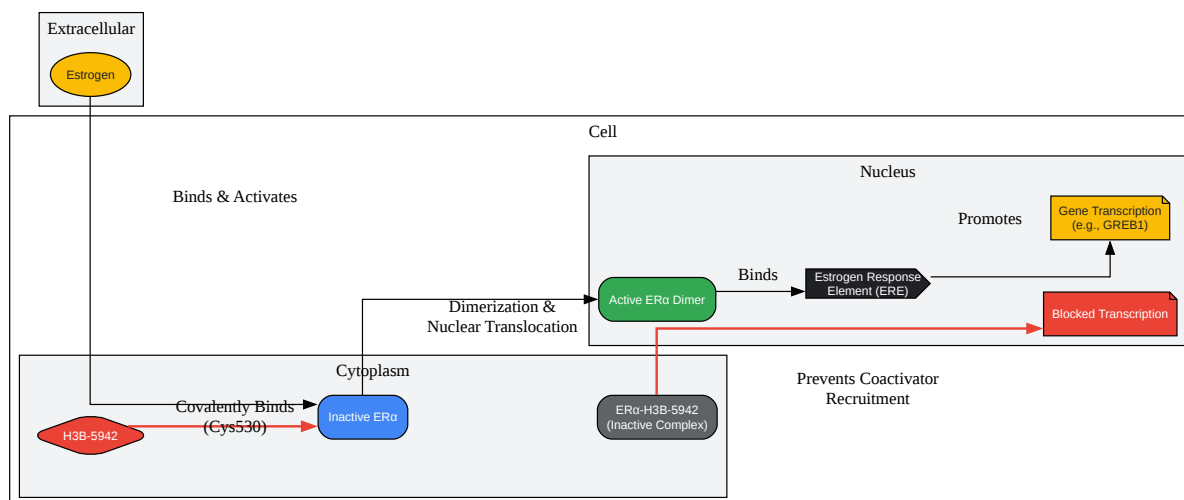 Extracellular
Estrogen
Cell
Nucleus
Binds & Activates
Promotes
Gene Transcription
(e.g., GREB1)
Binds
Estrogen Response
Element (ERE)
Active ERα Dimer
Dimerization &
Nuclear Translocation
Blocked Transcription
Cytoplasm
Prevents Coactivator
Recruitment
Covalently Binds
(Cys530)
Inactive ERα
ERα-H3B-5942
(Inactive Complex)
H3B-5942